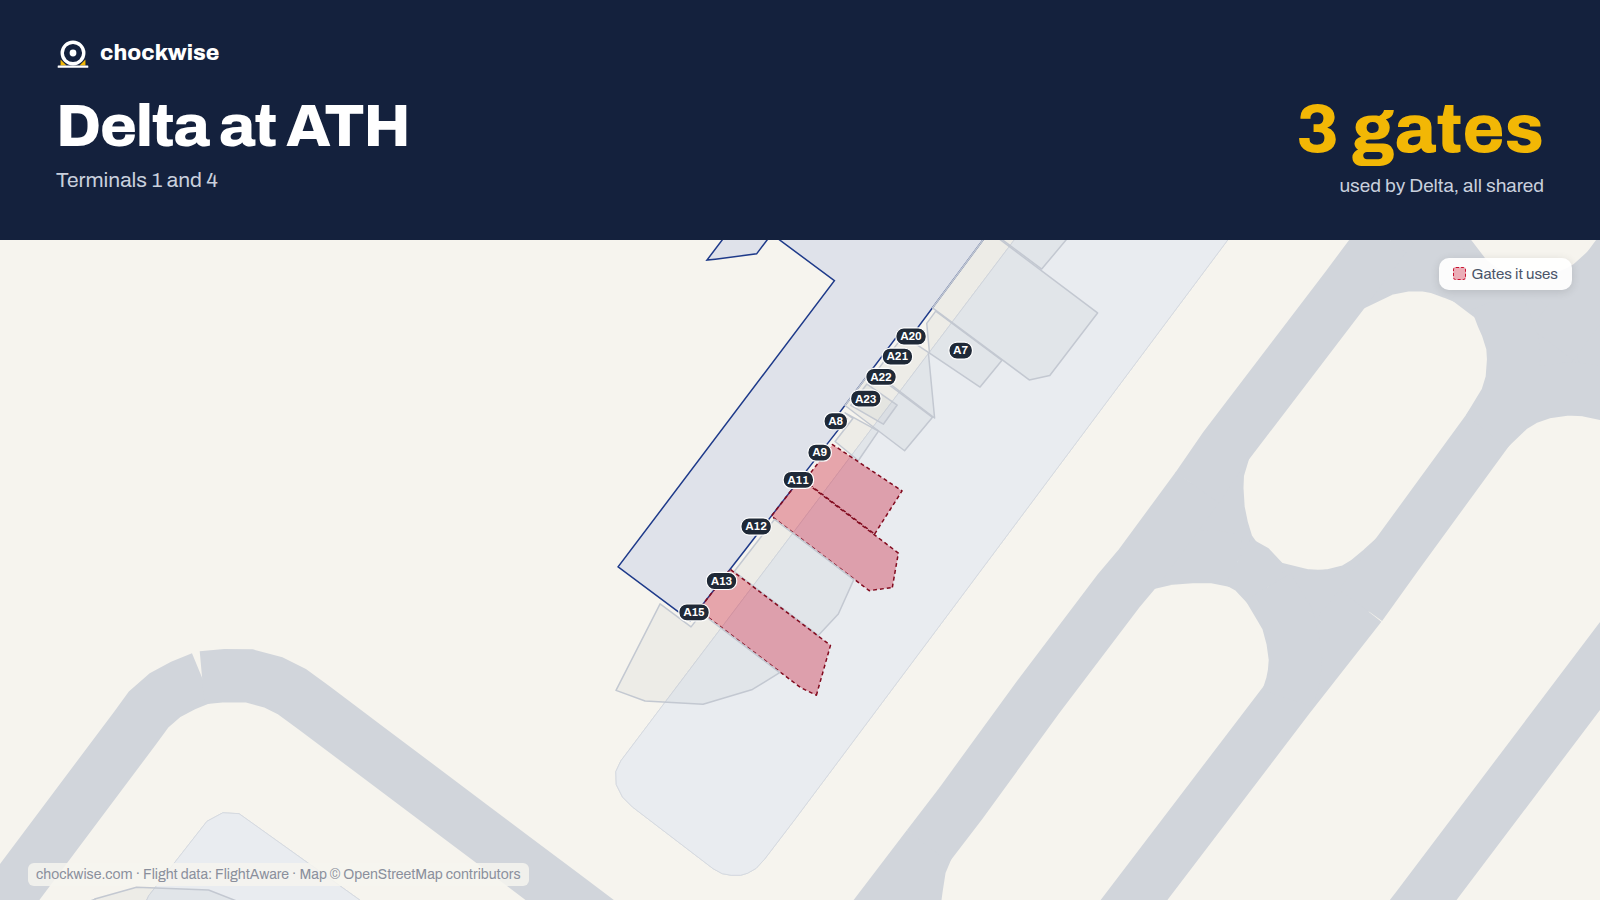 chockwise
Delta at ATH
Terminals 1 and 4
3 gates
used by Delta, all shared
Gates it uses
A20
A21
A7
A22
A23
A8
A9
A11
A12
A13
A15
chockwise.com · Flight data: FlightAware · Map © OpenStreetMap contributors